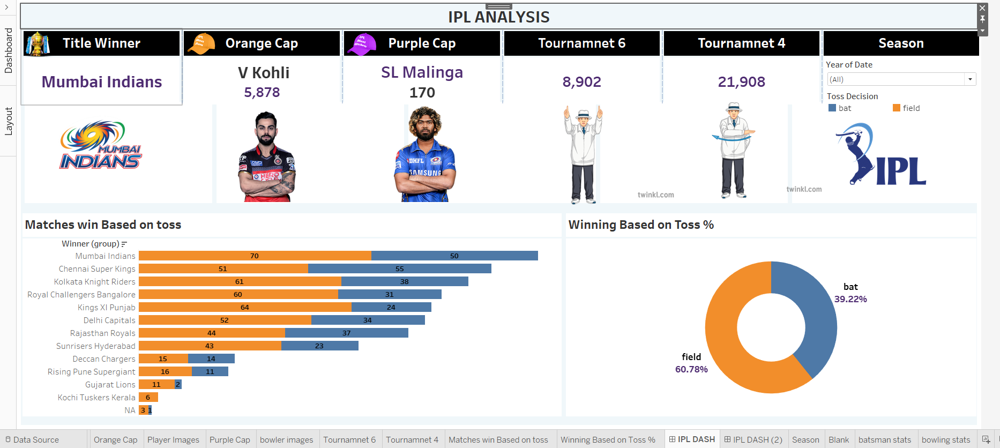 IPL ANALYSIS
Dashboard
Layout
Title Winner
Orange Cap
Purple Cap
Tournamnet 6
Tournamnet 4
Season
IPL
Most
Runs
IPL
Most
Wickets
Mumbai Indians
V Kohli
5,878
SL Malinga
170
8,902
21,908
Year of Date
(All)
Toss Decision
bat
field
MUMBAI
INDIANS
HERO
DHFL
SAMSUNG
twinkl.com
twinkl.com
IPL
Matches win Based on toss
Winner (group)
Mumbai Indians 70 50
Chennai Super Kings 51 55
Kolkata Knight Riders 61 38
Royal Challengers Bangalore 60 31
Kings XI Punjab 64 24
Delhi Capitals 52 34
Rajasthan Royals 44 37
Sunrisers Hyderabad 43 23
Deccan Chargers 15 14
Rising Pune Supergiant 16 11
Gujarat Lions 11 2
Kochi Tuskers Kerala 6
NA 3 1
Winning Based on Toss %
bat
39.22%
field
60.78%
Data Source Orange Cap Player Images Purple Cap bowler images Tournamnet 6 Tournamnet 4 Matches win Based on toss Winning Based on Toss % IPL DASH IPL DASH (2) Season Blank batsman stats bowling stats